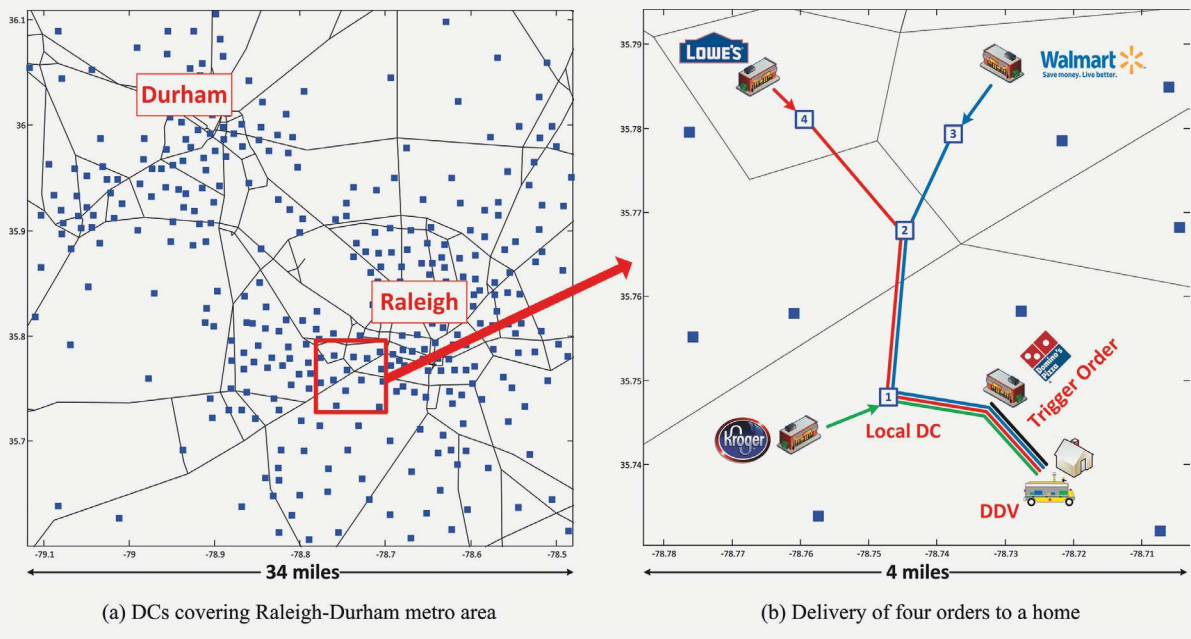 36.1
36
35.9
35.8
35.7
-79.1
-79
-78.9
-78.8
-78.7
-78.6
-78.5
Durham
Raleigh
34 miles
(a) DCs covering Raleigh-Durham metro area
35.79
35.78
35.77
35.76
35.75
35.74
-78.78
-78.77
-78.76
-78.75
-78.74
-78.73
-78.72
-78.71
LOWE'S
Walmart
Save money. Live better.
4
3
2
1
Domino's
Pizza
Trigger Order
Kroger
Local DC
DDV
4 miles
(b) Delivery of four orders to a home